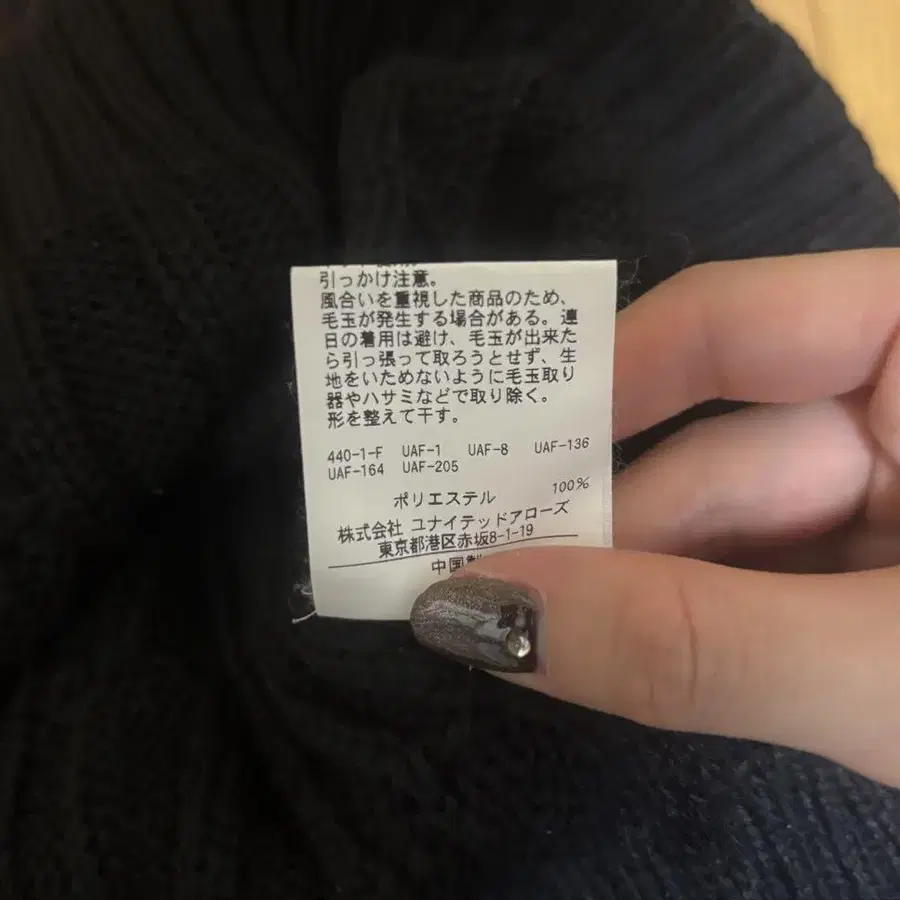 引っかけ注意。
風合いを重視した商品のため、
毛玉が発生する場合がある。連
日の着用は避け、毛玉が出来た
ら引っ張って取ろうとせず、生
地をいためないように毛玉取り
器やハサミなどで取り除く。
形を整えて干す。
440-1-F UAF-1 UAF-8 UAF-136
UAF-164 UAF-205
ポリエステル 100%
株式会社 ユナイテッドアローズ
東京都港区赤坂8-1-19
中国製